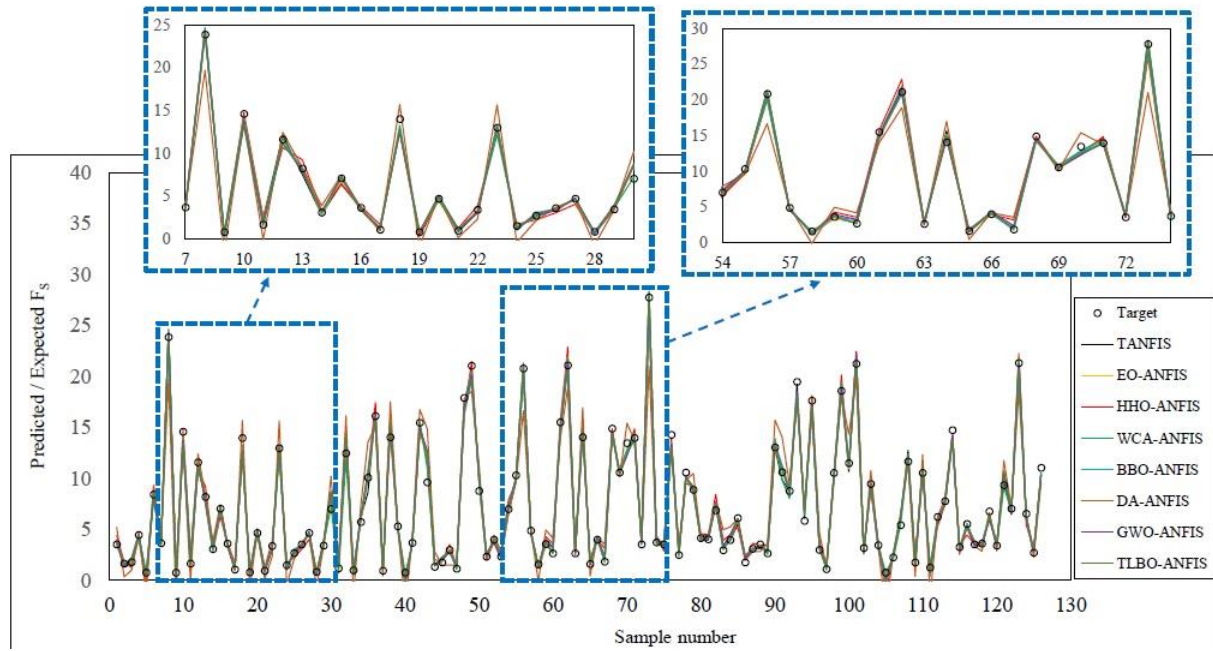 25
20
15
10
5
0
7 10 13 16 19 22 25 28
30
25
20
15
10
5
0
54 57 60 63 66 69 72
Predicted / Expected FS
40
35
30
25
20
15
10
5
0
0 10 20 30 40 50 60 70 80 90 100 110 120 130
Sample number
Target
TANFIS
EO-ANFIS
HHO-ANFIS
WCA-ANFIS
BBO-ANFIS
DA-ANFIS
GWO-ANFIS
TLBO-ANFIS